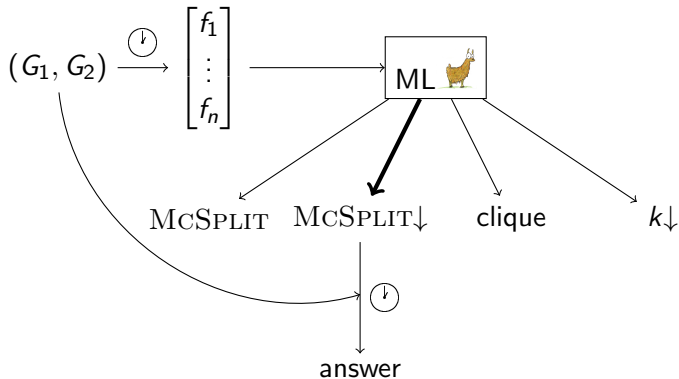 (G₁, G₂)
f₁
⋮
fₙ
ML
McSplit McSplit↓ clique k↓
answer